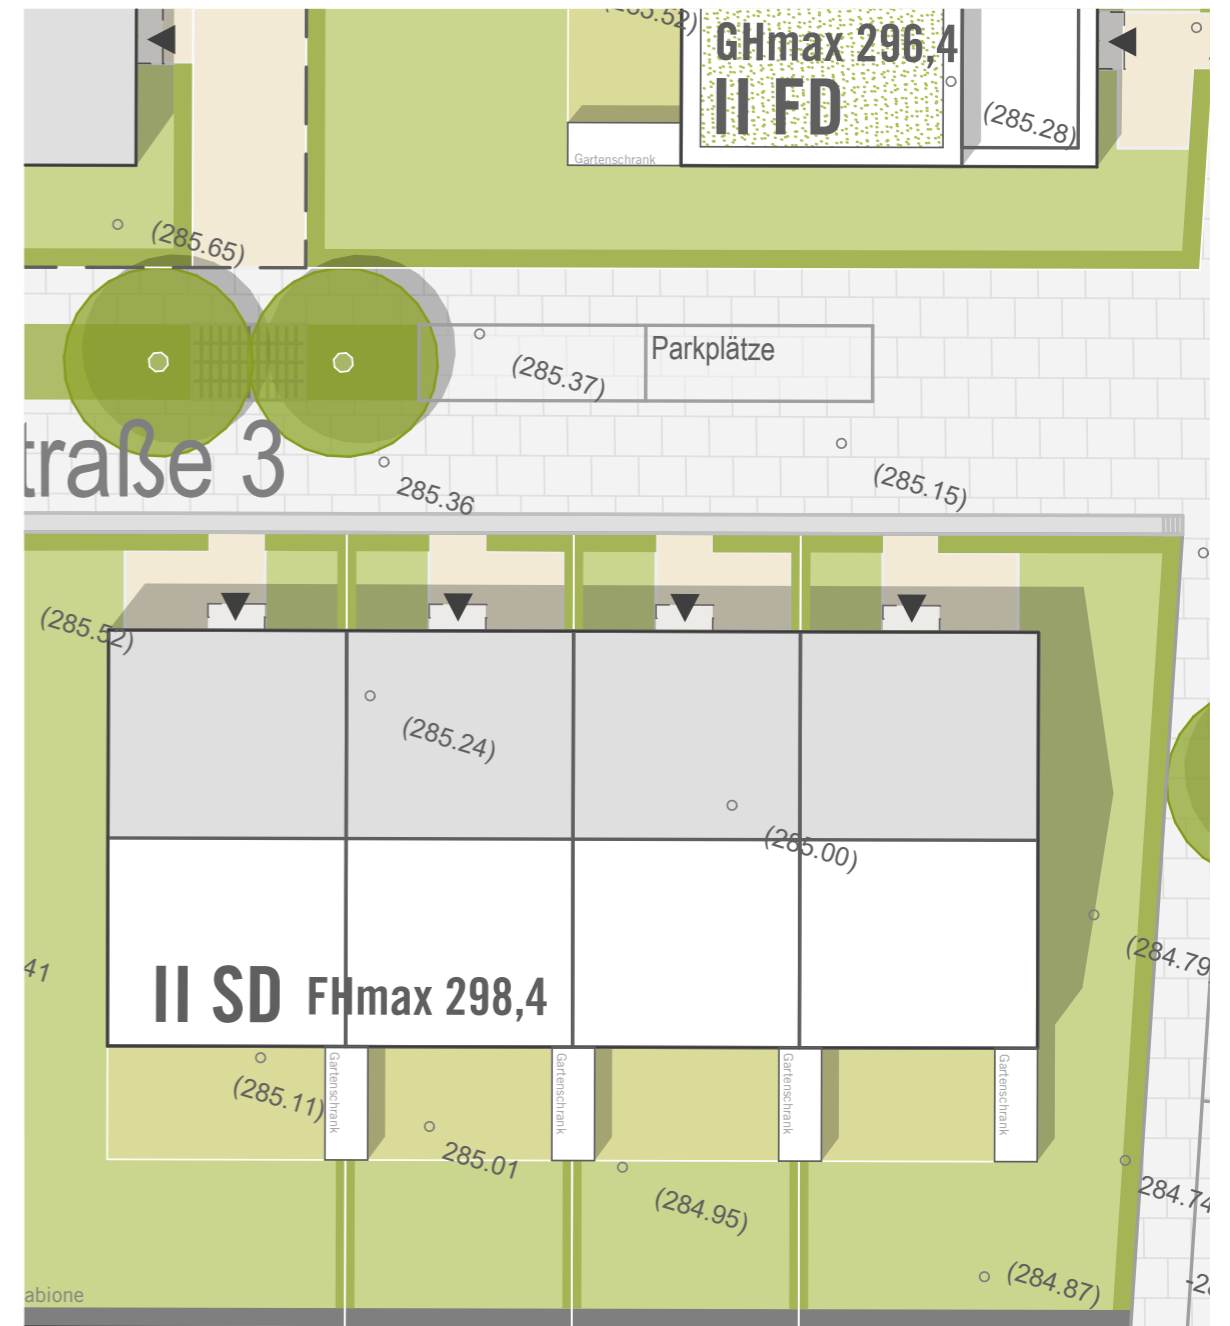 GHmax 296,4
II FD
(285.28)
Gartenschrank
(285.65)
Parkplätze
(285.37)
traße 3
285.36
(285.15)
(285.52)
(285.24)
(285.00)
(284.79
41
II SD FHmax 298,4
Gartenschrank
Gartenschrank
Gartenschrank
Gartenschrank
(285.11)
285.01
284.74
(284.95)
(284.87)
abione